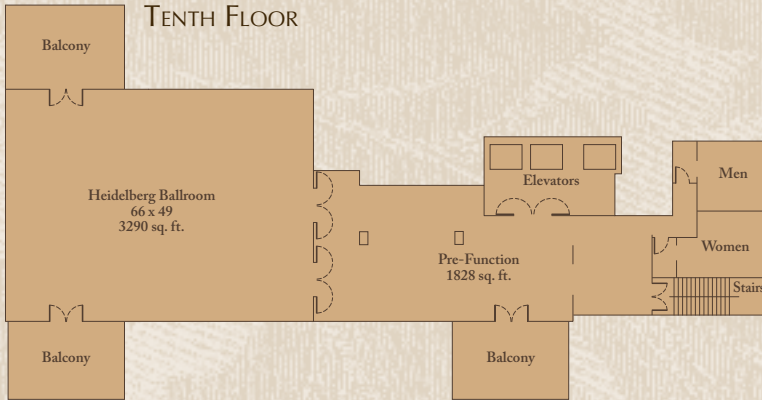 TENTH FLOOR
Balcony
Heidelberg Ballroom
66 x 49
3290 sq. ft.
Elevators
Men
Women
Pre-Function
1828 sq. ft.
Stairs
Balcony
Balcony